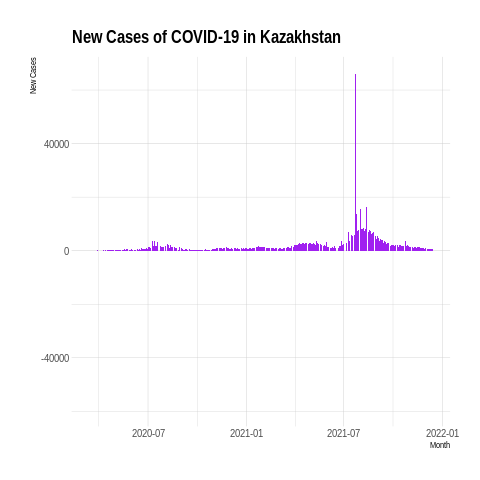 New Cases of COVID-19 in Kazakhstan
New Cases
40000
0
-40000
2020-07
2021-01
2021-07
2022-01
Month